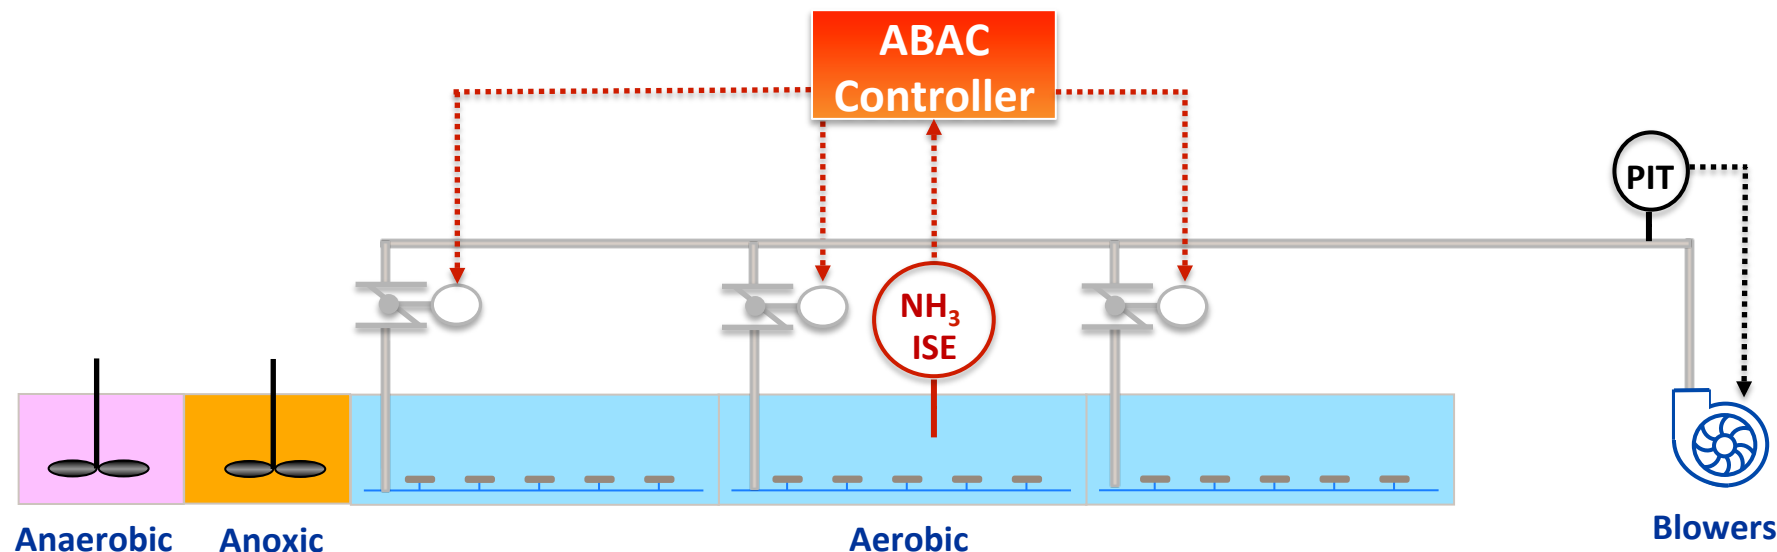 ABAC
Controller
PIT
NH₃
ISE
Anaerobic
Anoxic
Aerobic
Blowers